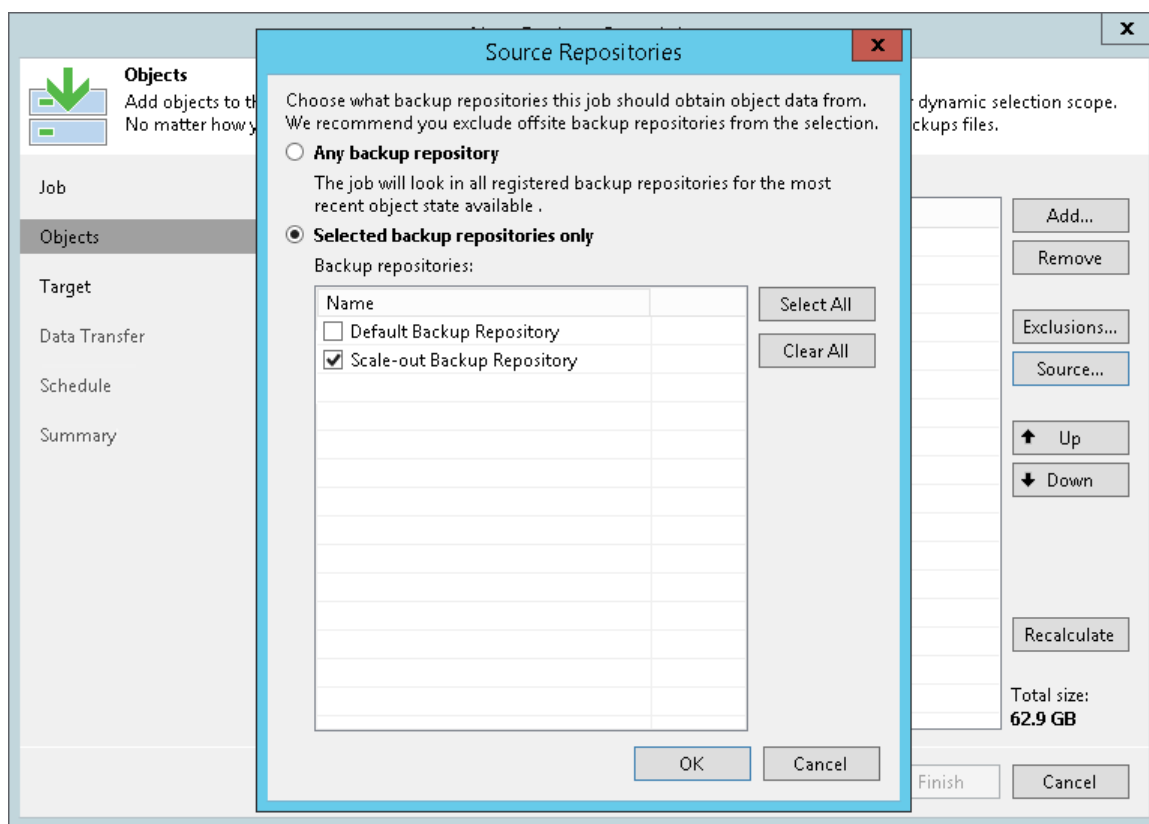 x
Source Repositories
x
Objects
Add objects to th
dynamic selection scope.
No matter how y
ckups files.
Choose what backup repositories this job should obtain object data from.
We recommend you exclude offsite backup repositories from the selection.
Any backup repository
The job will look in all registered backup repositories for the most
recent object state available .
Selected backup repositories only
Backup repositories:
Name
Default Backup Repository
Scale-out Backup Repository
Select All
Clear All
OK
Cancel
Job
Objects
Target
Data Transfer
Schedule
Summary
Add...
Remove
Exclusions...
Source...
Up
Down
Recalculate
Total size:
62.9 GB
Finish
Cancel